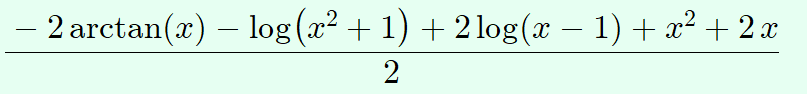 − 2 arctan(x) − log(x² + 1) + 2 log(x − 1) + x² + 2 x
2